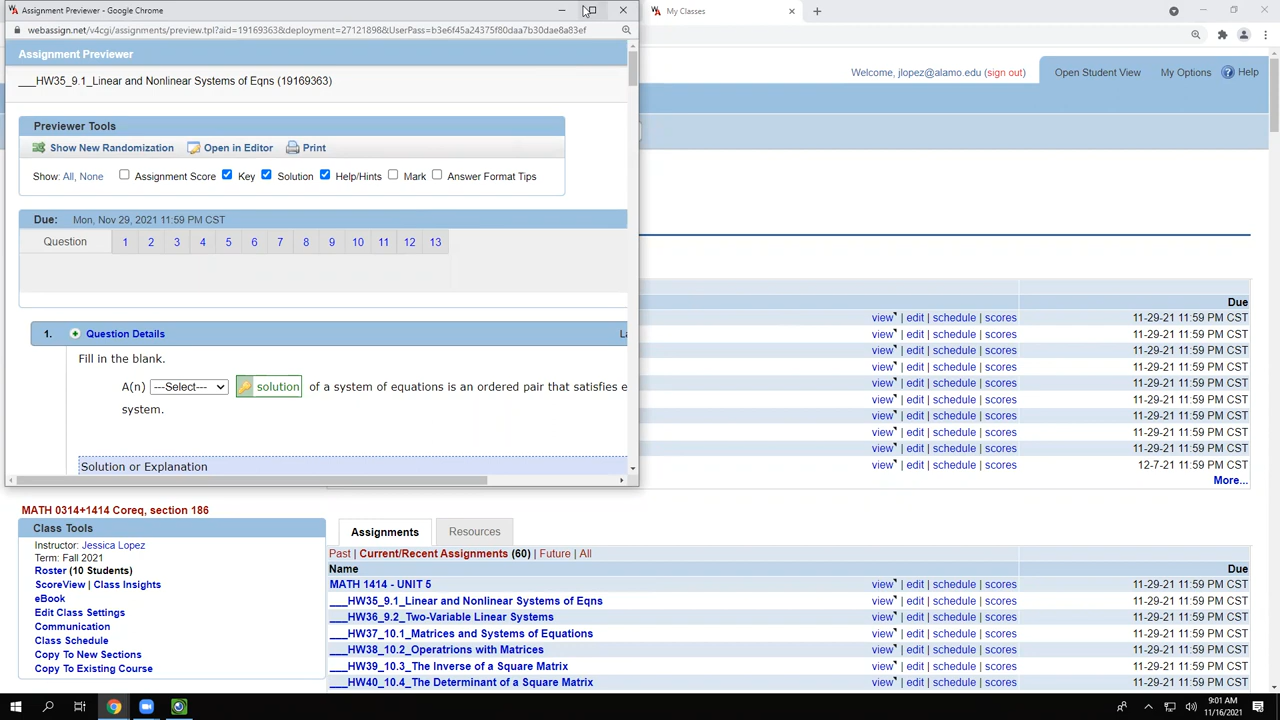 Assignment Previewer - Google Chrome
My Classes
webassign.net/v4cgi/assignments/preview.tpl?aid=19169363&deployment=27121898&UserPass=b3e6f45a24375f80daa7b30dae8a83ef
Assignment Previewer
Welcome, jlopez@alamo.edu (sign out)
Open Student View
My Options
Help
___HW35_9.1_Linear and Nonlinear Systems of Eqns (19169363)
Previewer Tools
Show New Randomization Open in Editor Print
Show: All, None Assignment Score Key Solution Help/Hints Mark Answer Format Tips
Due: Mon, Nov 29, 2021 11:59 PM CST
Question 1 2 3 4 5 6 7 8 9 10 11 12 13
1. Question Details
Fill in the blank.
A(n) ---Select--- solution of a system of equations is an ordered pair that satisfies e
system.
Solution or Explanation
Due
view | edit | schedule | scores 11-29-21 11:59 PM CST
view | edit | schedule | scores 11-29-21 11:59 PM CST
view | edit | schedule | scores 11-29-21 11:59 PM CST
view | edit | schedule | scores 11-29-21 11:59 PM CST
view | edit | schedule | scores 11-29-21 11:59 PM CST
view | edit | schedule | scores 11-29-21 11:59 PM CST
view | edit | schedule | scores 11-29-21 11:59 PM CST
view | edit | schedule | scores 11-29-21 11:59 PM CST
view | edit | schedule | scores 11-29-21 11:59 PM CST
view | edit | schedule | scores 12-7-21 11:59 PM CST
More...
MATH 0314+1414 Coreq, section 186
Class Tools
Instructor: Jessica Lopez
Term: Fall 2021
Roster (10 Students)
ScoreView | Class Insights
eBook
Edit Class Settings
Communication
Class Schedule
Copy To New Sections
Copy To Existing Course
Assignments Resources
Past | Current/Recent Assignments (60) | Future | All
Name Due
MATH 1414 - UNIT 5 view | edit | schedule | scores 11-29-21 11:59 PM CST
___HW35_9.1_Linear and Nonlinear Systems of Eqns view | edit | schedule | scores 11-29-21 11:59 PM CST
___HW36_9.2_Two-Variable Linear Systems view | edit | schedule | scores 11-29-21 11:59 PM CST
___HW37_10.1_Matrices and Systems of Equations view | edit | schedule | scores 11-29-21 11:59 PM CST
___HW38_10.2_Operatrions with Matrices view | edit | schedule | scores 11-29-21 11:59 PM CST
___HW39_10.3_The Inverse of a Square Matrix view | edit | schedule | scores 11-29-21 11:59 PM CST
___HW40_10.4_The Determinant of a Square Matrix view | edit | schedule | scores 11-29-21 11:59 PM CST
9:01 AM
11/16/2021